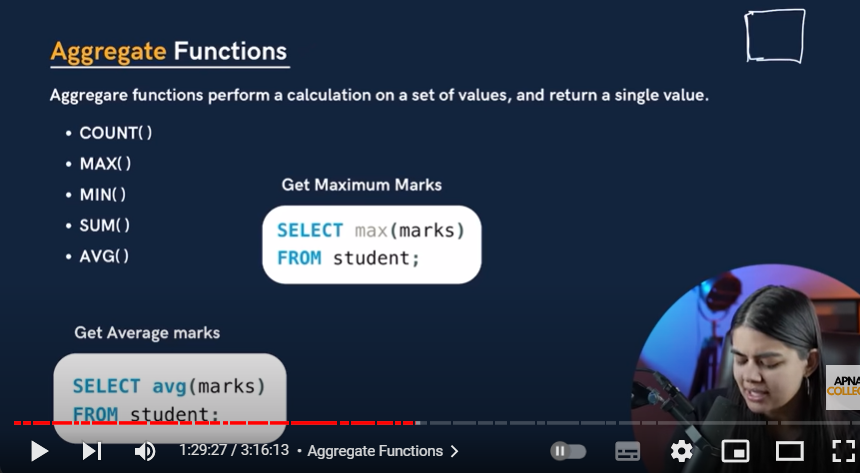 Aggregate Functions
Aggregare functions perform a calculation on a set of values, and return a single value.
• COUNT( )
• MAX( )
• MIN( )
• SUM( )
• AVG( )
Get Maximum Marks
SELECT max(marks)
FROM student;
Get Average marks
SELECT avg(marks)
FROM student;
APNA
COLLEG
1:29:27 / 3:16:13 • Aggregate Functions